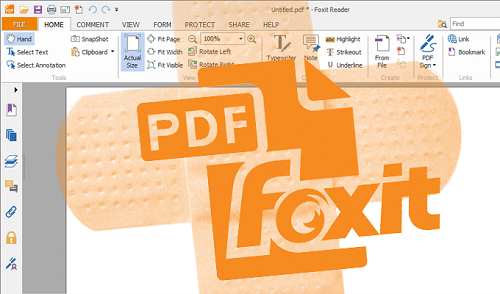 Untitled.pdf * - Foxit Reader
FILE HOME COMMENT VIEW FORM PROTECT SHARE HELP
Find
Hand SnapShot Fit Page 100% Highlight Link
Select Text Clipboard Fit Width Rotate Left Strikeout Bookmark
Select Annotation Actual Size Fit Visible Rotate Right Typewriter Note Underline From File PDF Sign
Tools View Create Protect Links
PDF
foxit